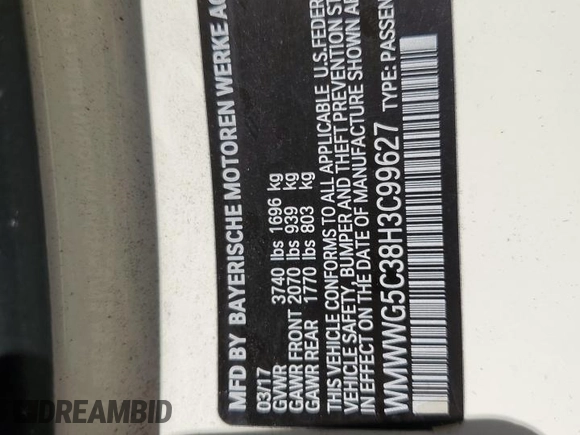 MFD BY BAYERISCHE MOTOREN WERKE AG
03/17
GVWR 3740 lbs 1696 kg
GAWR FRONT 2070 lbs 939 kg
GAWR REAR 1770 lbs 803 kg
THIS VEHICLE CONFORMS TO ALL APPLICABLE U.S. FEDER
VEHICLE SAFETY, BUMPER AND THEFT PREVENTION ST
IN EFFECT ON THE DATE OF MANUFACTURE SHOWN AB
WMWWG5C38H3C99627 TYPE: PASSEN
DREAMBID